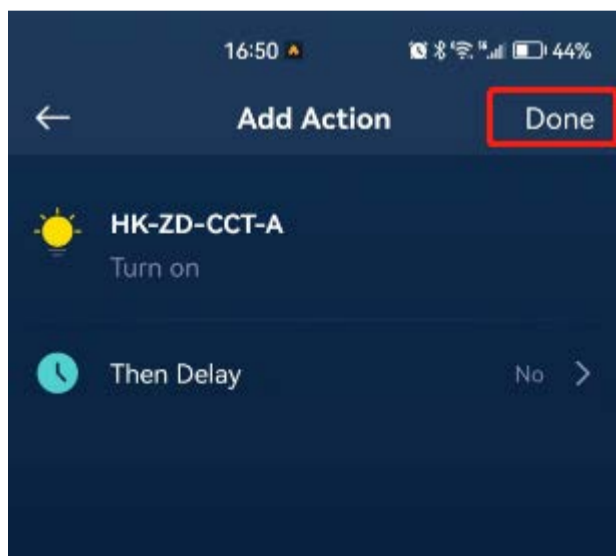 16:50 44%
Add Action Done
HK-ZD-CCT-A
Turn on
Then Delay No